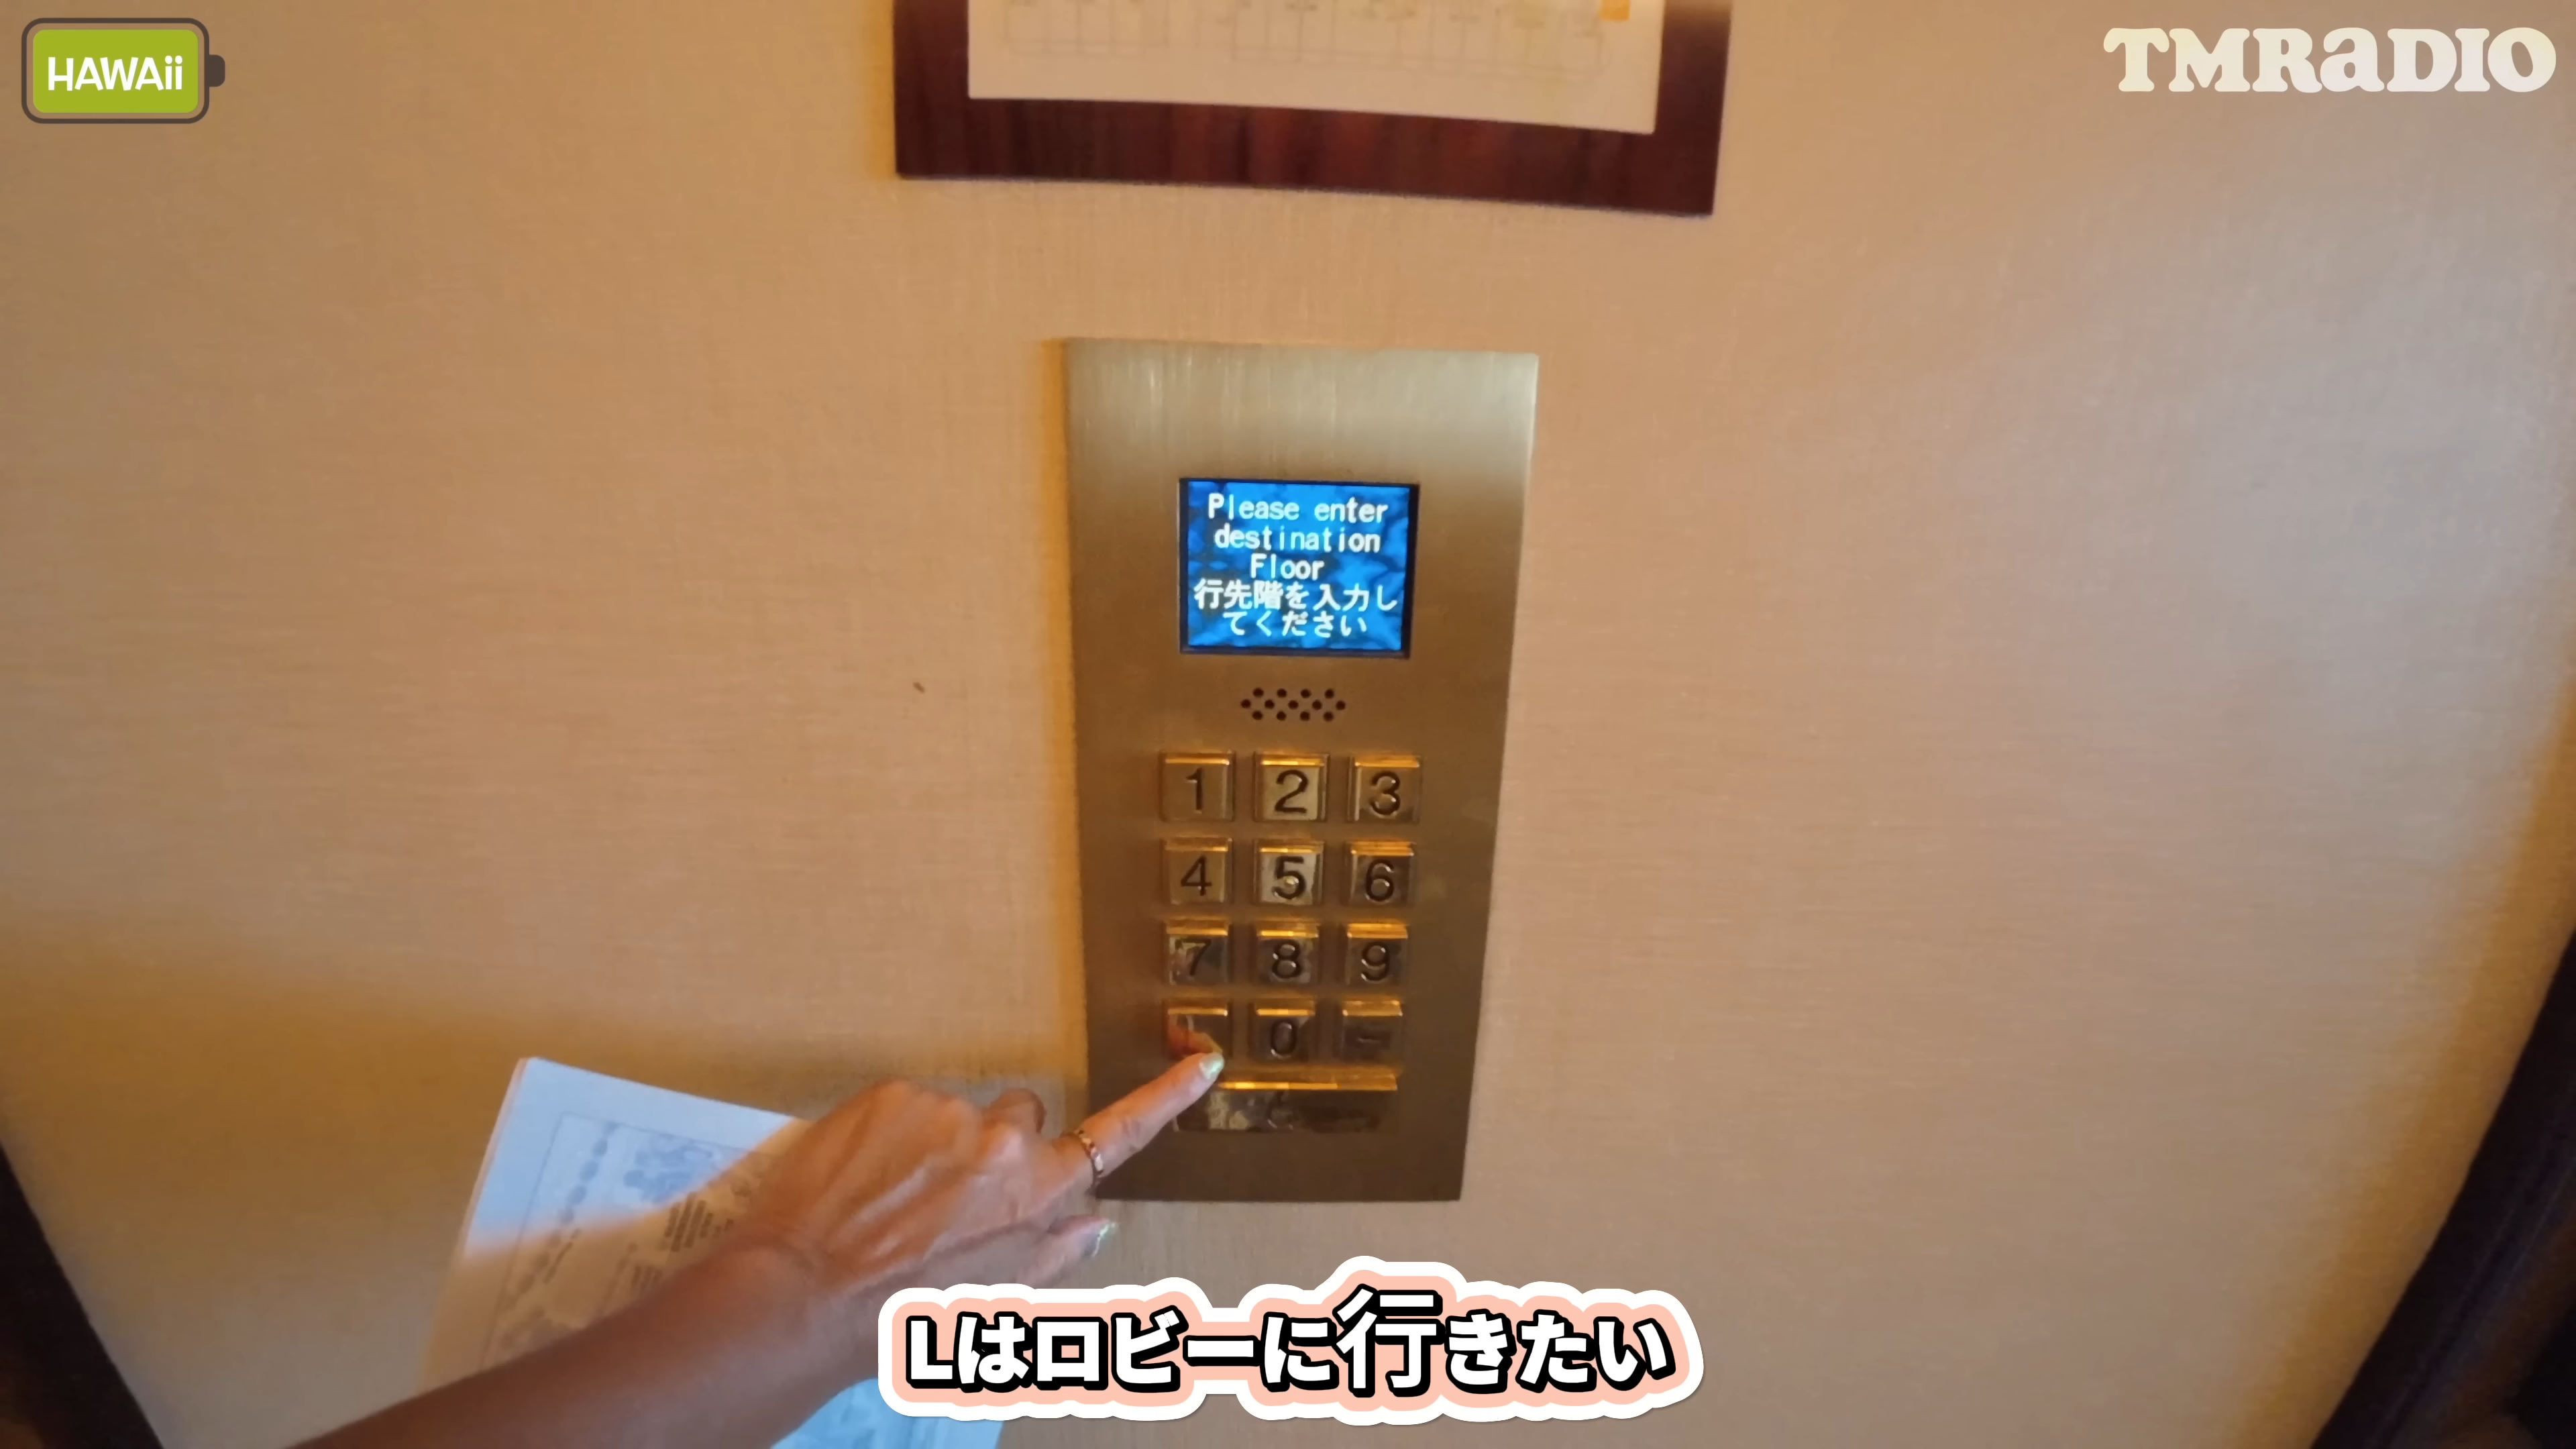 HAWAii
TMRaDIO
Please enter
destination
Floor
行先階を入力し
てください
1 2 3
4 5 6
7 8 9
0 -
Lはロビーに行きたい